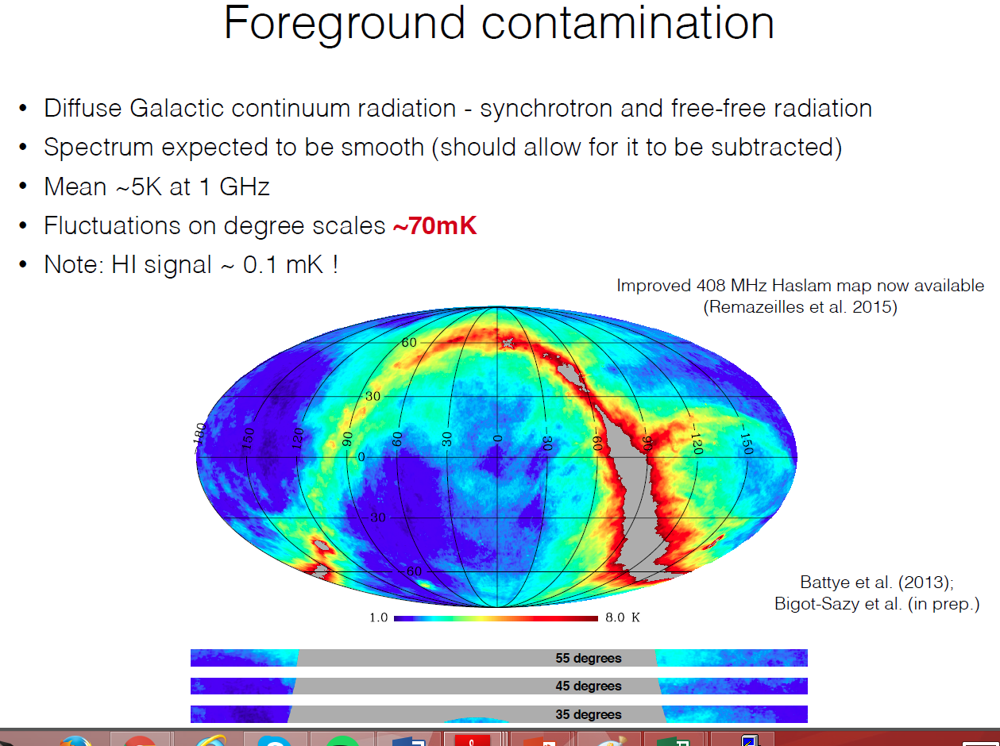 Foreground contamination
• Diffuse Galactic continuum radiation - synchrotron and free-free radiation
• Spectrum expected to be smooth (should allow for it to be subtracted)
• Mean ~5K at 1 GHz
• Fluctuations on degree scales ~70mK
• Note: HI signal ~ 0.1 mK !
Improved 408 MHz Haslam map now available
(Remazeilles et al. 2015)
60
30
-180 150 120 90 60 30 0 -30 -60 -90 -120 -150
0
-30
-60
Battye et al. (2013);
Bigot-Sazy et al. (in prep.)
1.0 8.0 K
55 degrees
45 degrees
35 degrees